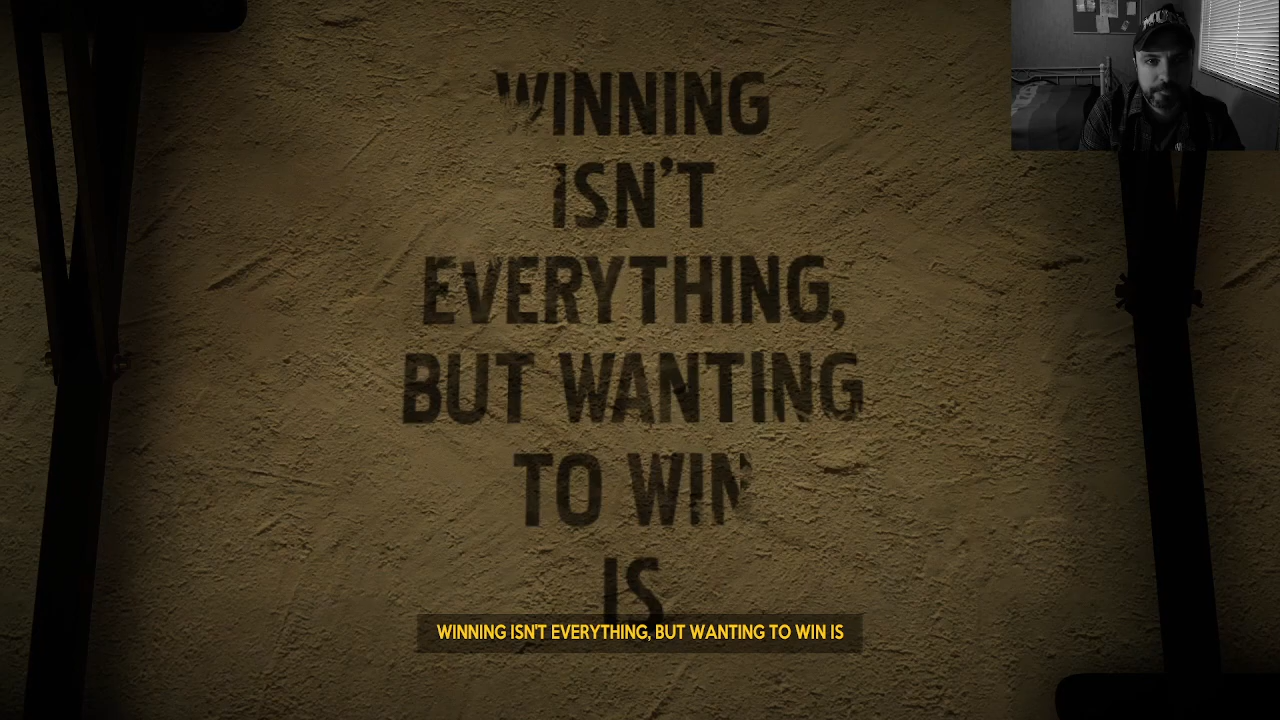 WINNING
ISN'T
EVERYTHING,
BUT WANTING
TO WIN
IS
WINNING ISN'T EVERYTHING, BUT WANTING TO WIN IS